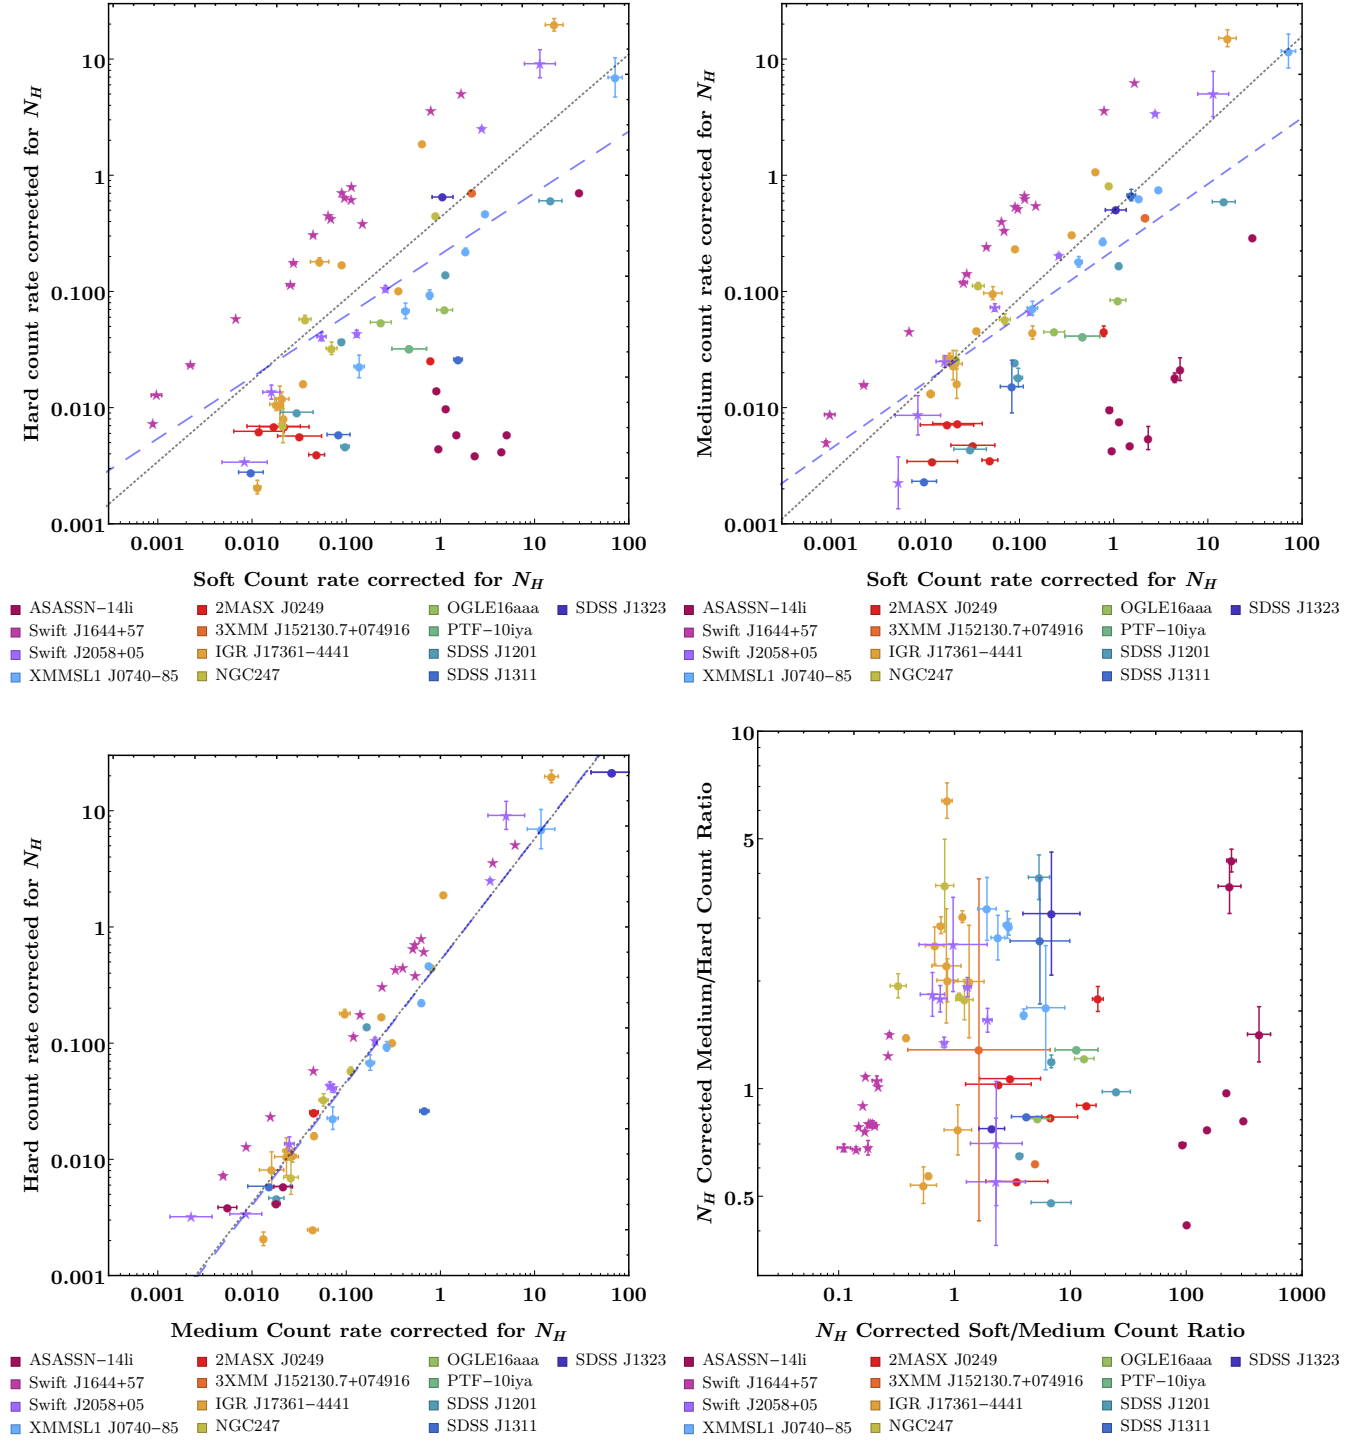 Hard count rate corrected for N_H
10
1
0.100
0.010
0.001
0.001 0.010 0.100 1 10 100
Soft Count rate corrected for N_H
ASASSN−14li
Swift J1644+57
Swift J2058+05
XMMSL1 J0740−85
2MASX J0249
3XMM J152130.7+074916
IGR J17361−4441
NGC247
OGLE16aaa
PTF−10iya
SDSS J1201
SDSS J1311
SDSS J1323
Medium count rate corrected for N_H
10
1
0.100
0.010
0.001
0.001 0.010 0.100 1 10 100
Soft Count rate corrected for N_H
ASASSN−14li
Swift J1644+57
Swift J2058+05
XMMSL1 J0740−85
2MASX J0249
3XMM J152130.7+074916
IGR J17361−4441
NGC247
OGLE16aaa
PTF−10iya
SDSS J1201
SDSS J1311
SDSS J1323
Hard count rate corrected for N_H
10
1
0.100
0.010
0.001
0.001 0.010 0.100 1 10 100
Medium Count rate corrected for N_H
ASASSN−14li
Swift J1644+57
Swift J2058+05
XMMSL1 J0740−85
2MASX J0249
3XMM J152130.7+074916
IGR J17361−4441
NGC247
OGLE16aaa
PTF−10iya
SDSS J1201
SDSS J1311
SDSS J1323
N_H Corrected Medium/Hard Count Ratio
10
5
1
0.5
0.1 1 10 100 1000
N_H Corrected Soft/Medium Count Ratio
ASASSN−14li
Swift J1644+57
Swift J2058+05
XMMSL1 J0740−85
2MASX J0249
3XMM J152130.7+074916
IGR J17361−4441
NGC247
OGLE16aaa
PTF−10iya
SDSS J1201
SDSS J1311
SDSS J1323